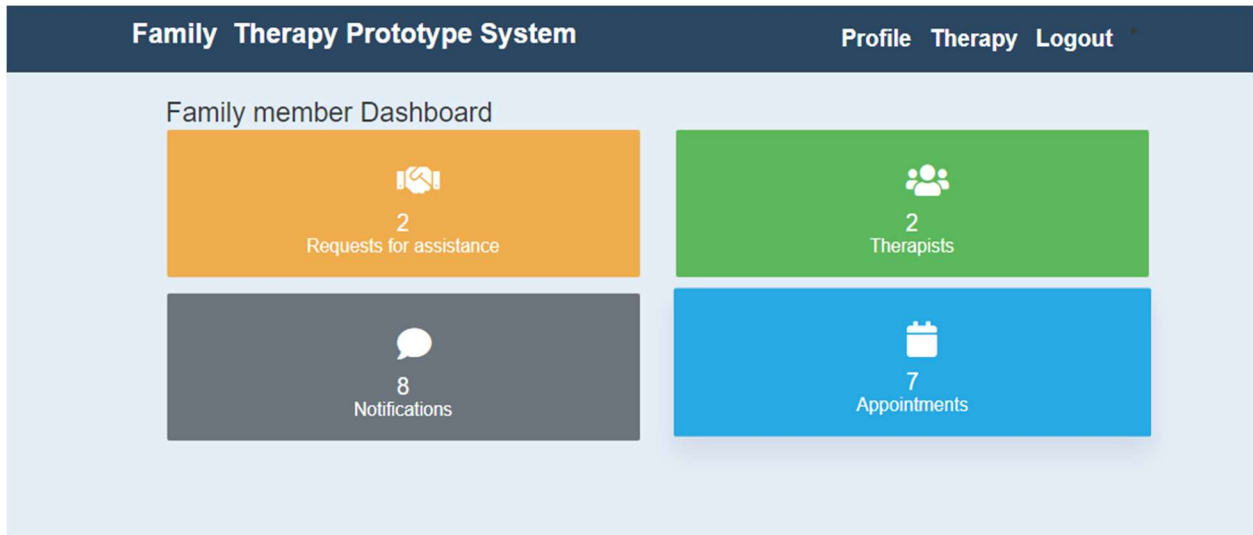 Family Therapy Prototype System
Profile Therapy Logout
Family member Dashboard
2
Requests for assistance
2
Therapists
8
Notifications
7
Appointments